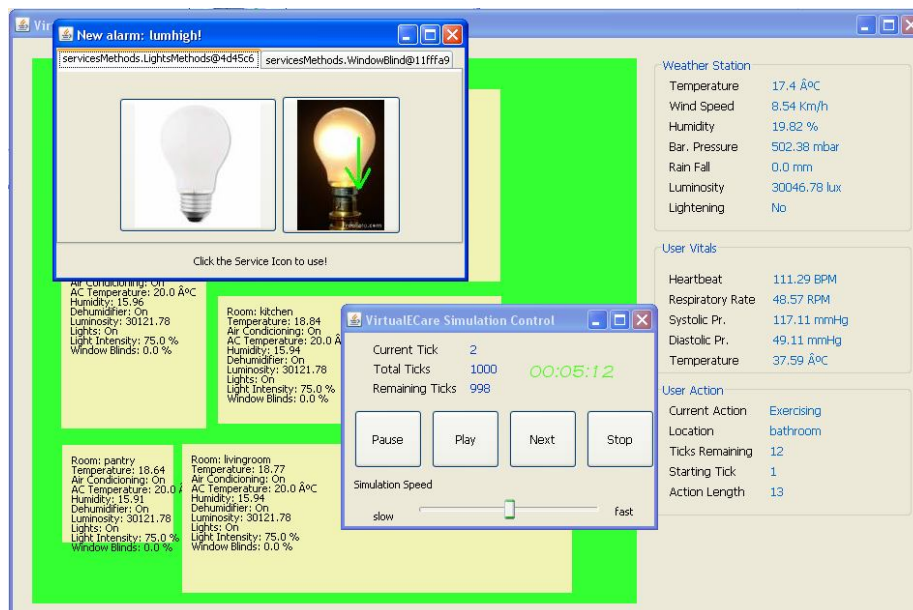 Vir
New alarm: lumhigh!
servicesMethods.LightsMethods@4d45c6
servicesMethods.WindowBlind@11fffa9
Click the Service Icon to use!
Weather Station
Temperature 17.4 ÂºC
Wind Speed 8.54 Km/h
Humidity 19.82 %
Bar. Pressure 502.38 mbar
Rain Fall 0.0 mm
Luminosity 30046.78 lux
Lightening No
User Vitals
Heartbeat 111.29 BPM
Respiratory Rate 48.57 RPM
Systolic Pr. 117.11 mmHg
Diastolic Pr. 49.11 mmHg
Temperature 37.59 ÂºC
User Action
Current Action Exercising
Location bathroom
Ticks Remaining 12
Starting Tick 1
Action Length 13
Air Condicioning: On
AC Temperature: 20.0 ÂºC
Humidity: 15.96
Dehumidifier: On
Luminosity: 30121.78
Lights: On
Light Intensity: 75.0 %
Window Blinds: 0.0 %
Room: kitchen
Temperature: 18.84
Air Condicioning: On
AC Temperature: 20.0 Â
Humidity: 15.94
Dehumidifier: On
Luminosity: 30121.78
Lights: On
Light Intensity: 75.0 %
Window Blinds: 0.0 %
VirtualECare Simulation Control
Current Tick 2
Total Ticks 1000
Remaining Ticks 998
00:05:12
Pause
Play
Next
Stop
Simulation Speed
slow
fast
Room: pantry
Temperature: 18.64
Air Condicioning: On
AC Temperature: 20.0 Â
Humidity: 15.91
Dehumidifier: On
Luminosity: 30121.78
Lights: On
Light Intensity: 75.0 %
Window Blinds: 0.0 %
Room: livingroom
Temperature: 18.77
Air Condicioning: On
AC Temperature: 20.0 ÂºC
Humidity: 15.94
Dehumidifier: On
Luminosity: 30121.78
Lights: On
Light Intensity: 75.0 %
Window Blinds: 0.0 %